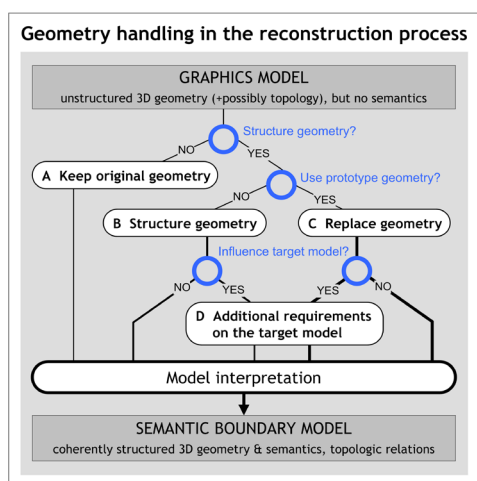 Geometry handling in the reconstruction process
GRAPHICS MODEL
unstructured 3D geometry (+possibly topology), but no semantics
Structure geometry?
NO
YES
A Keep original geometry
Use prototype geometry?
NO
YES
B Structure geometry
C Replace geometry
Influence target model?
NO
YES
YES
NO
D Additional requirements
on the target model
Model interpretation
SEMANTIC BOUNDARY MODEL
coherently structured 3D geometry & semantics, topologic relations